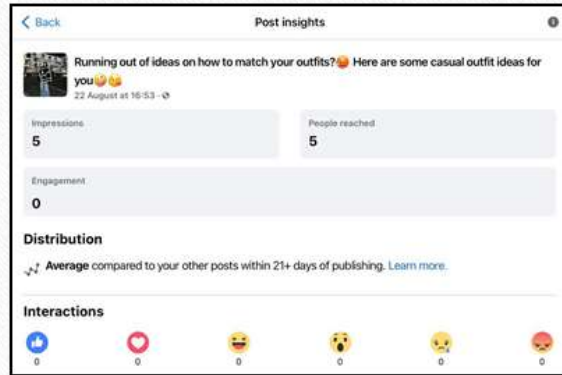 Back
Post insights
Running out of ideas on how to match your outfits?🥵 Here are some casual outfit ideas for
you🤪😘
22 August at 16:53 ·
Impressions
5
People reached
5
Engagement
0
Distribution
Average compared to your other posts within 21+ days of publishing. Learn more.
Interactions
0 0 0 0 0 0